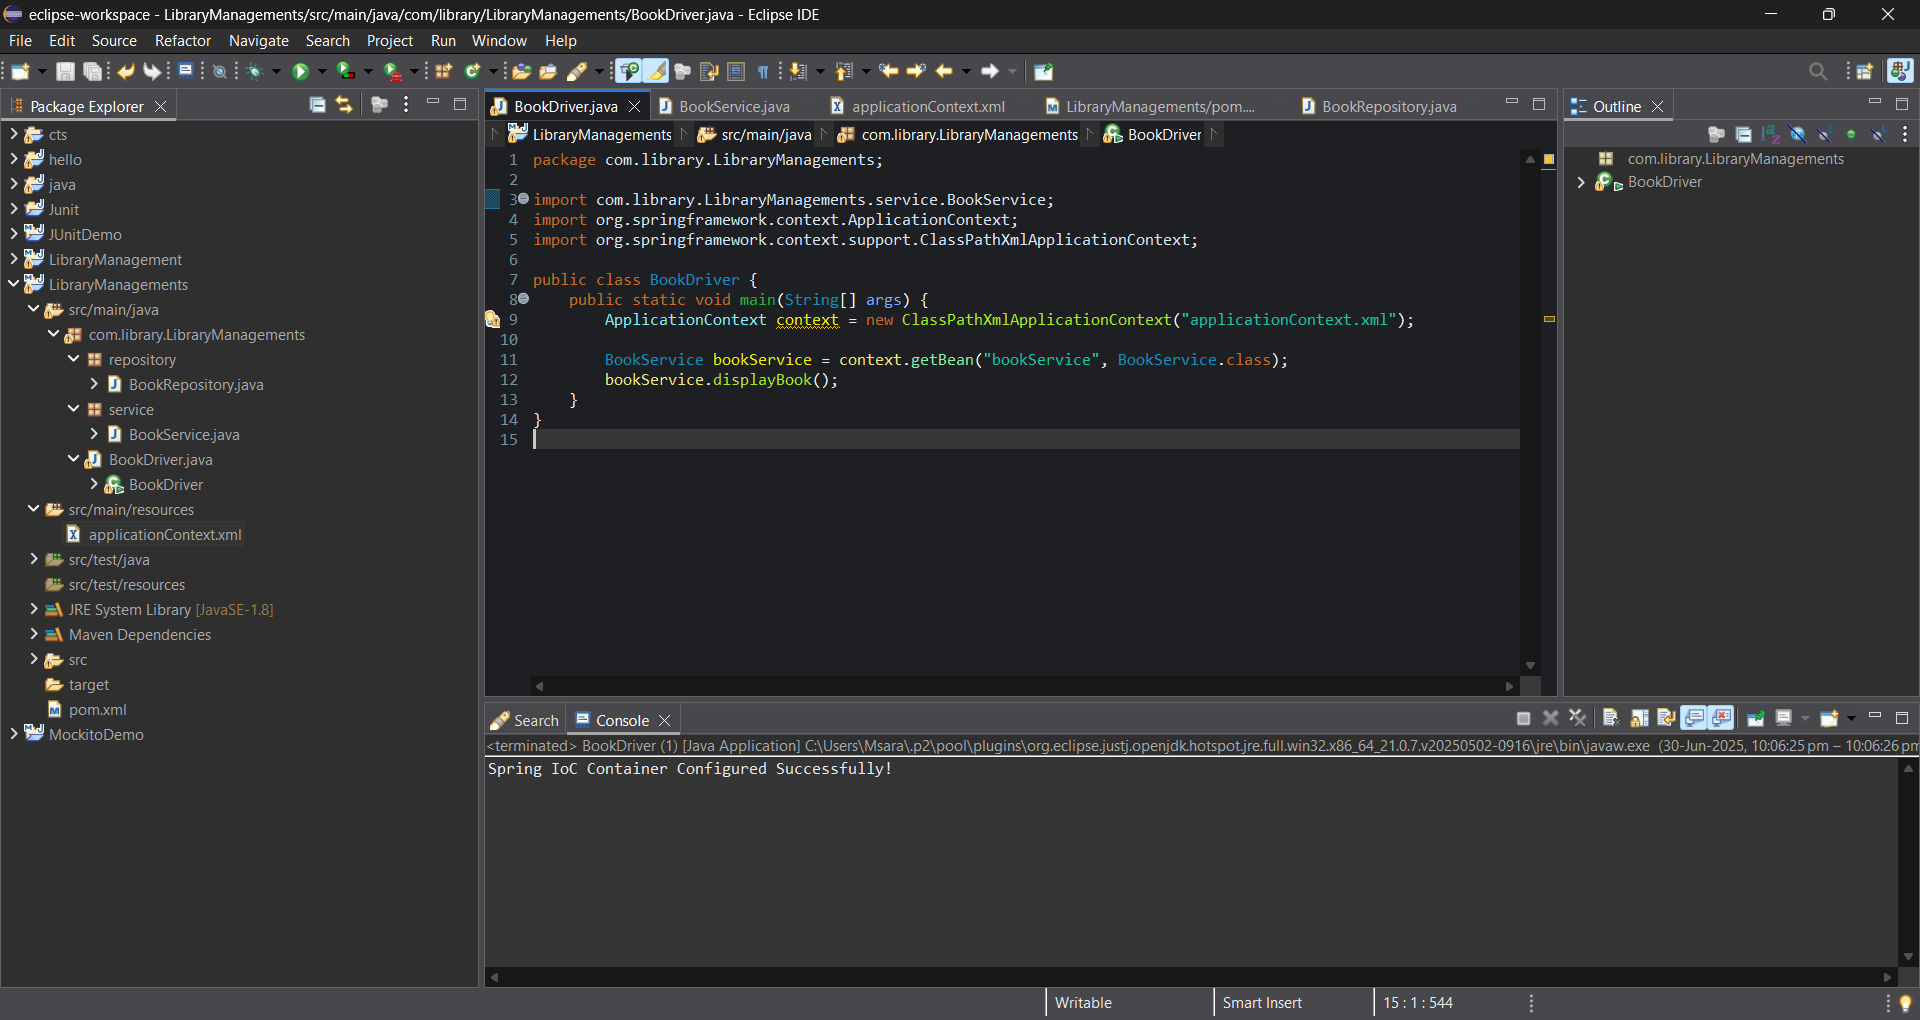 eclipse-workspace - LibraryManagements/src/main/java/com/library/LibraryManagements/BookDriver.java - Eclipse IDE
File Edit Source Refactor Navigate Search Project Run Window Help
Package Explorer
cts
hello
java
Junit
JUnitDemo
LibraryManagement
LibraryManagements
src/main/java
com.library.LibraryManagements
repository
BookRepository.java
service
BookService.java
BookDriver.java
BookDriver
src/main/resources
applicationContext.xml
src/test/java
src/test/resources
JRE System Library [JavaSE-1.8]
Maven Dependencies
src
target
pom.xml
MockitoDemo
BookDriver.java BookService.java applicationContext.xml LibraryManagements/pom.... BookRepository.java
LibraryManagements src/main/java com.library.LibraryManagements BookDriver
1 package com.library.LibraryManagements;
2
3 import com.library.LibraryManagements.service.BookService;
4 import org.springframework.context.ApplicationContext;
5 import org.springframework.context.support.ClassPathXmlApplicationContext;
6
7 public class BookDriver {
8 public static void main(String[] args) {
9 ApplicationContext context = new ClassPathXmlApplicationContext("applicationContext.xml");
10
11 BookService bookService = context.getBean("bookService", BookService.class);
12 bookService.displayBook();
13 }
14 }
15
Outline
com.library.LibraryManagements
BookDriver
Search Console
<terminated> BookDriver (1) [Java Application] C:\Users\Msara\.p2\pool\plugins\org.eclipse.justj.openjdk.hotspot.jre.full.win32.x86_64_21.0.7.v20250502-0916\jre\bin\javaw.exe (30-Jun-2025, 10:06:25 pm – 10:06:26 pm
Spring IoC Container Configured Successfully!
Writable Smart Insert 15 : 1 : 544